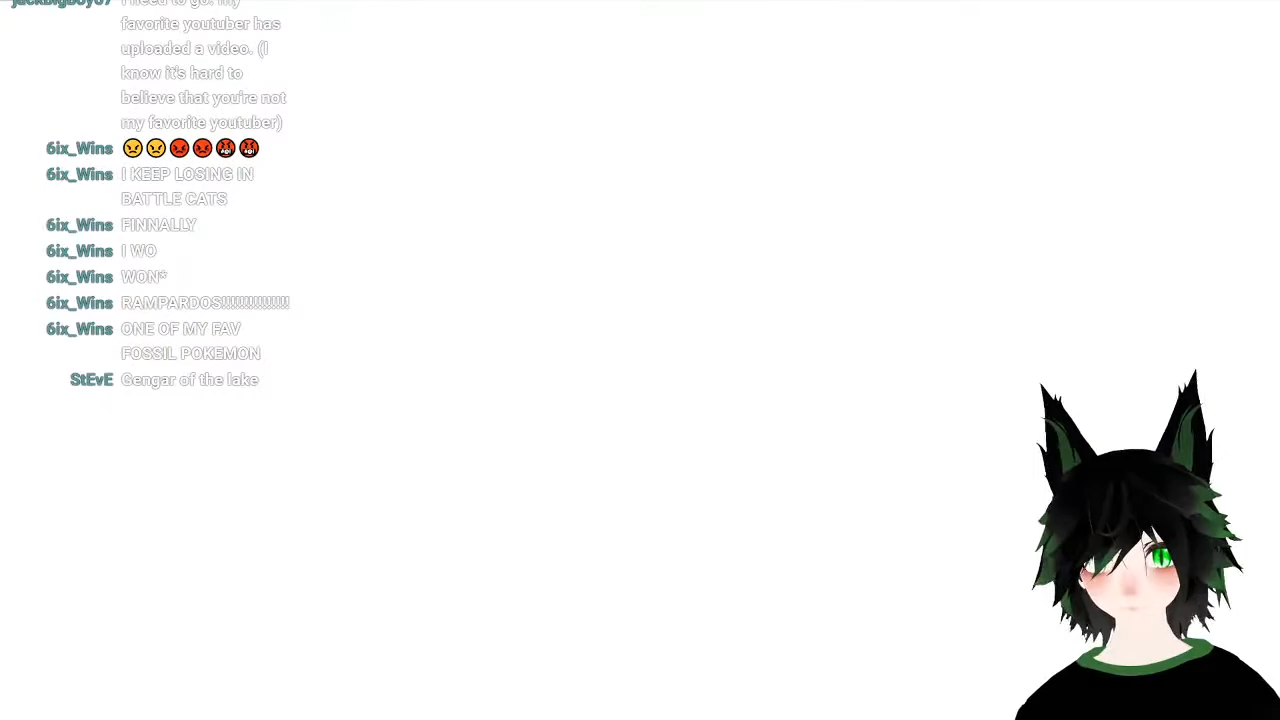 favorite youtuber has
uploaded a video. (I
know it's hard to
believe that you're not
my favorite youtuber)
6ix_Wins 😠😠😡😡🤬🤬
6ix_Wins I KEEP LOSING IN
BATTLE CATS
6ix_Wins FINNALLY
6ix_Wins I WO
6ix_Wins WON*
6ix_Wins RAMPARDOS!!!!!!!!!!!!!!!
6ix_Wins ONE OF MY FAV
FOSSIL POKEMON
StEvE Gengar of the lake